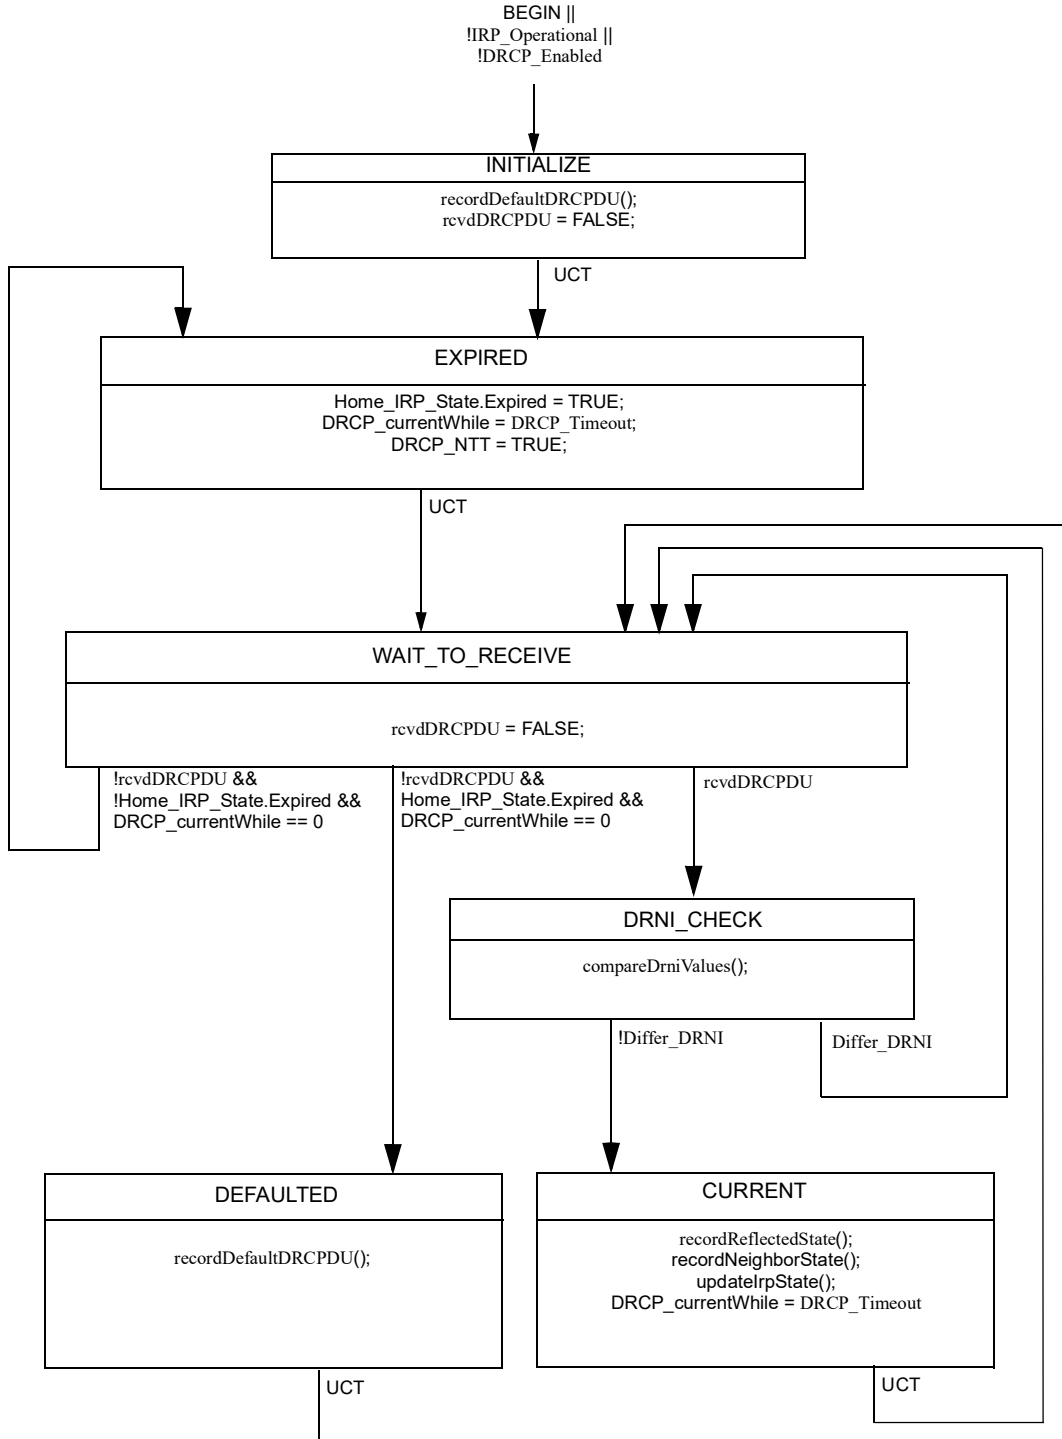 BEGIN ||
!IRP_Operational ||
!DRCP_Enabled
INITIALIZE
recordDefaultDRCPDU();
rcvdDRCPDU = FALSE;
UCT
EXPIRED
Home_IRP_State.Expired = TRUE;
DRCP_currentWhile = DRCP_Timeout;
DRCP_NTT = TRUE;
UCT
WAIT_TO_RECEIVE
rcvdDRCPDU = FALSE;
!rcvdDRCPDU &&
!Home_IRP_State.Expired &&
DRCP_currentWhile == 0
!rcvdDRCPDU &&
Home_IRP_State.Expired &&
DRCP_currentWhile == 0
rcvdDRCPDU
DRNI_CHECK
compareDrniValues();
!Differ_DRNI
Differ_DRNI
DEFAULTED
recordDefaultDRCPDU();
UCT
CURRENT
recordReflectedState();
recordNeighborState();
updateIrpState();
DRCP_currentWhile = DRCP_Timeout
UCT